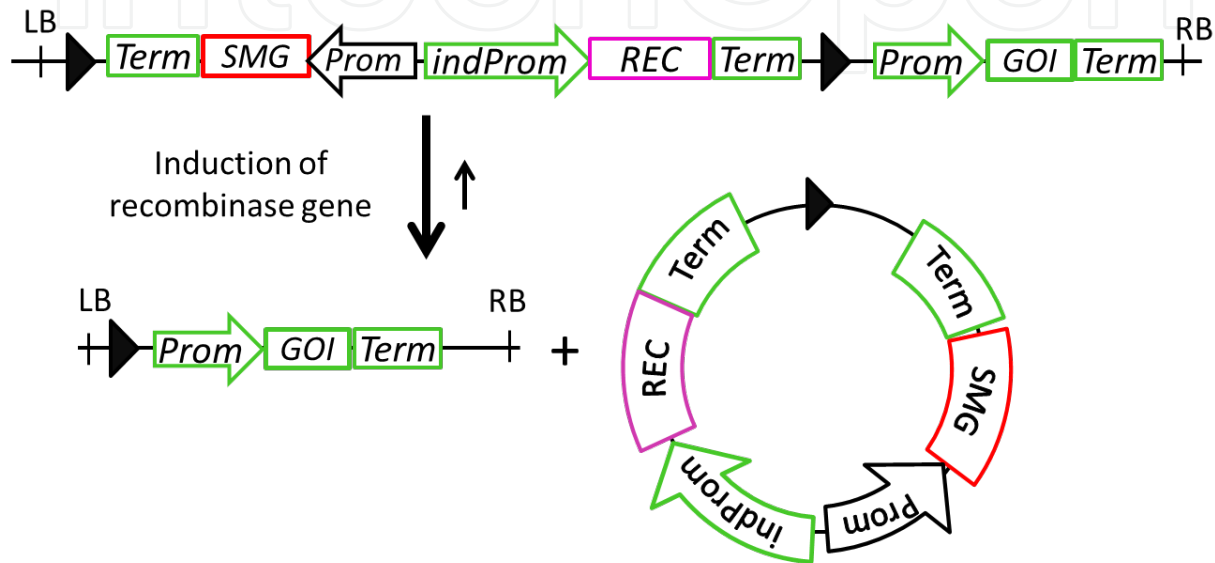 LB
Term SMG Prom indProm REC Term Prom GOI Term
RB
Induction of
recombinase gene
LB
Prom GOI Term
RB
+
Term
Term
REC
SMG
indProm
Prom